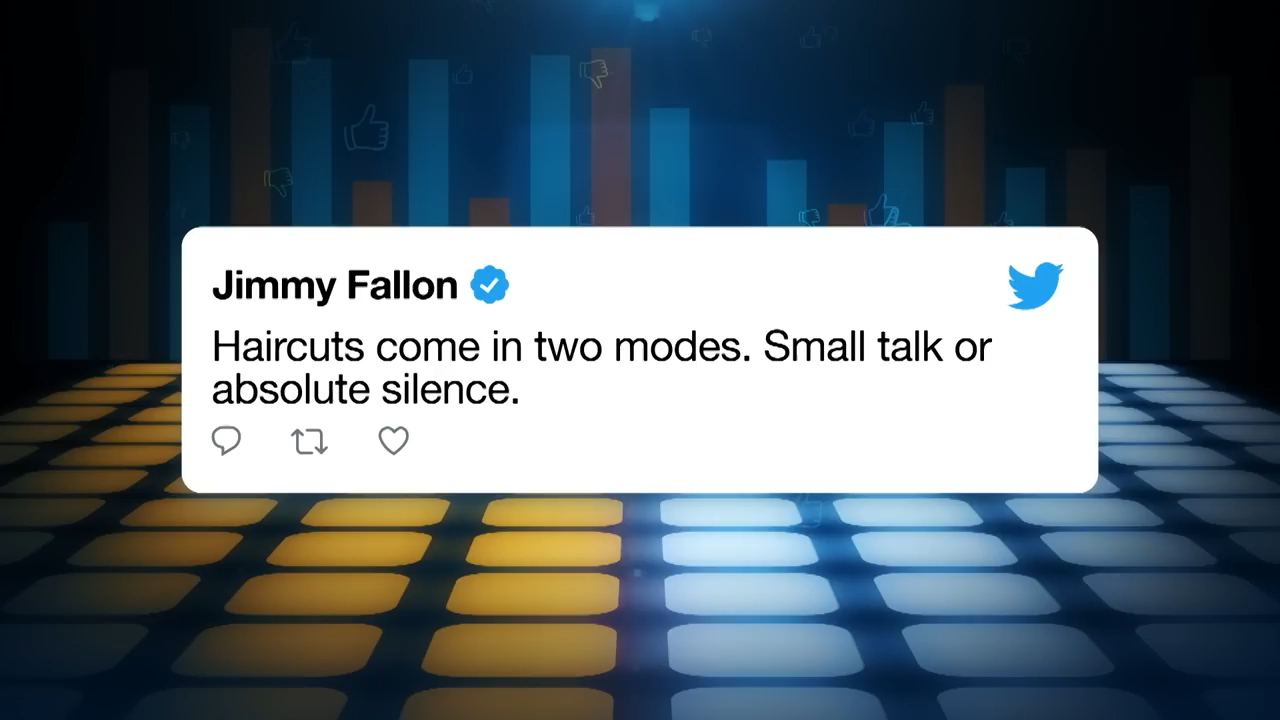 Jimmy Fallon
Haircuts come in two modes. Small talk or
absolute silence.